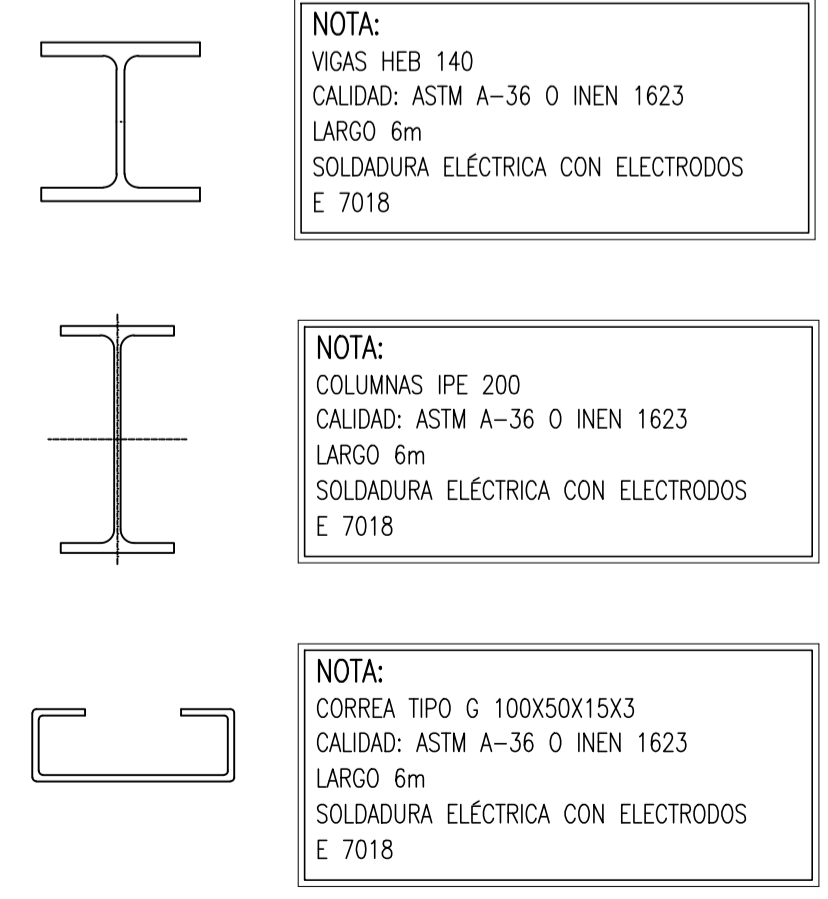 NOTA:
VIGAS HEB 140
CALIDAD: ASTM A-36 O INEN 1623
LARGO 6m
SOLDADURA ELÉCTRICA CON ELECTRODOS
E 7018
NOTA:
COLUMNAS IPE 200
CALIDAD: ASTM A-36 O INEN 1623
LARGO 6m
SOLDADURA ELÉCTRICA CON ELECTRODOS
E 7018
NOTA:
CORREA TIPO G 100X50X15X3
CALIDAD: ASTM A-36 O INEN 1623
LARGO 6m
SOLDADURA ELÉCTRICA CON ELECTRODOS
E 7018